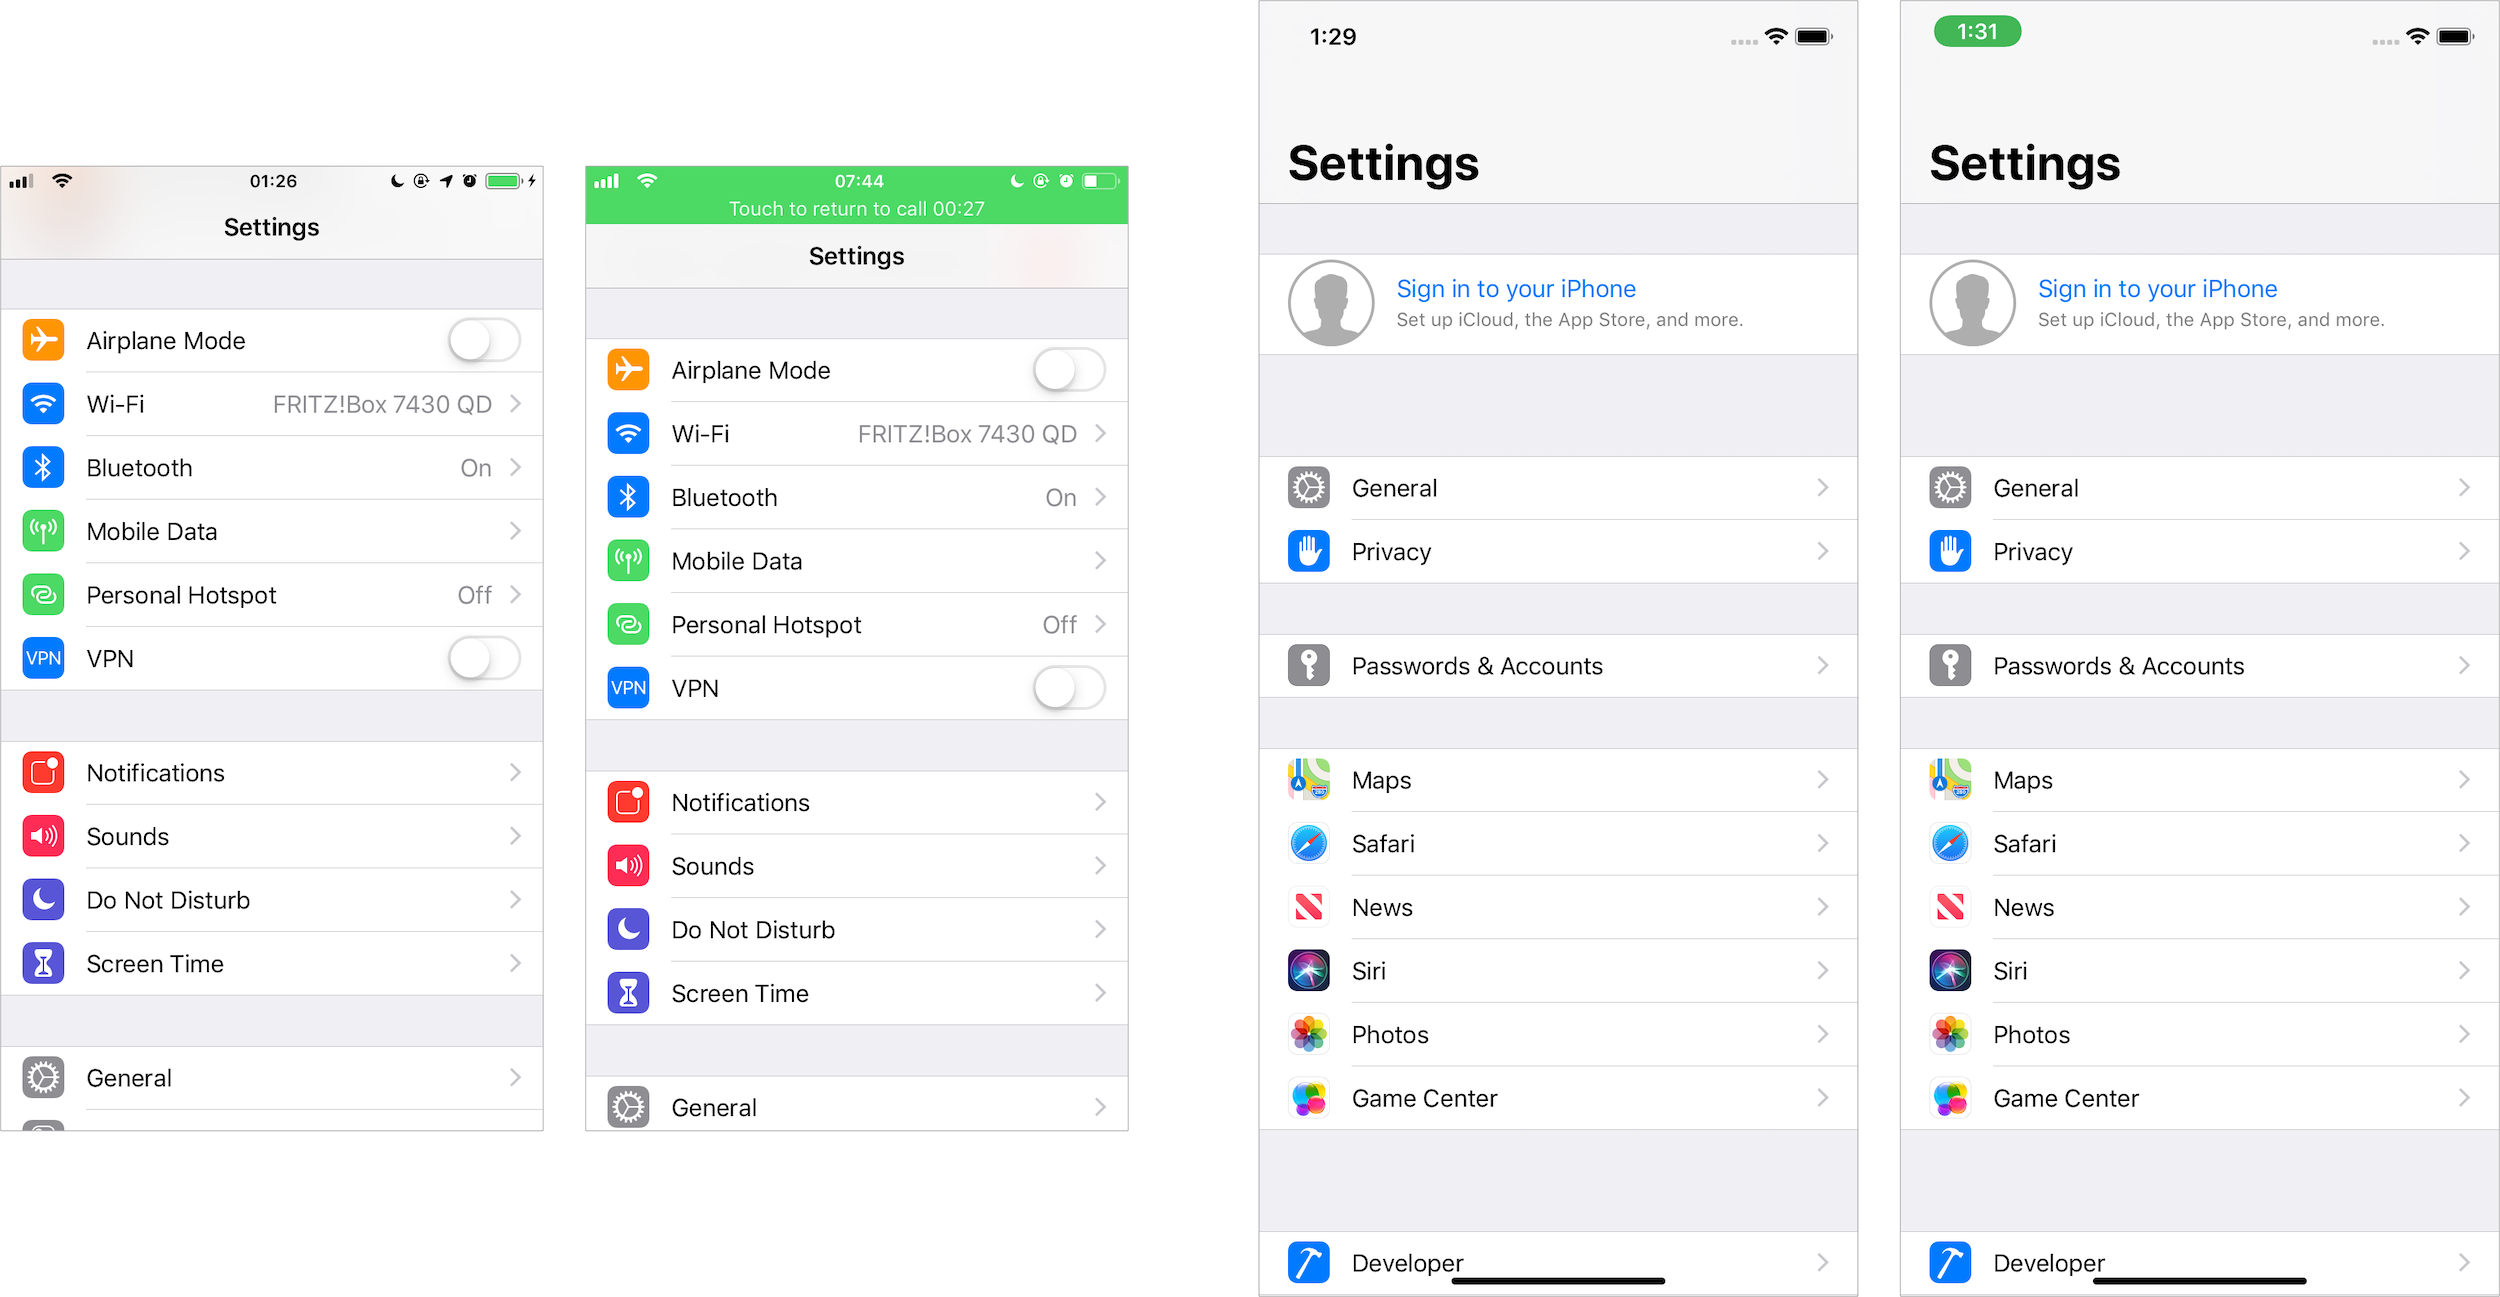 01:26
Settings
Airplane Mode
Wi-Fi FRITZ!Box 7430 QD
Bluetooth On
Mobile Data
Personal Hotspot Off
VPN VPN
Notifications
Sounds
Do Not Disturb
Screen Time
General
07:44
Touch to return to call 00:27
Settings
Airplane Mode
Wi-Fi FRITZ!Box 7430 QD
Bluetooth On
Mobile Data
Personal Hotspot Off
VPN VPN
Notifications
Sounds
Do Not Disturb
Screen Time
General
1:29
Settings
Sign in to your iPhone
Set up iCloud, the App Store, and more.
General
Privacy
Passwords & Accounts
Maps
Safari
News
Siri
Photos
Game Center
Developer
1:31
Settings
Sign in to your iPhone
Set up iCloud, the App Store, and more.
General
Privacy
Passwords & Accounts
Maps
Safari
News
Siri
Photos
Game Center
Developer